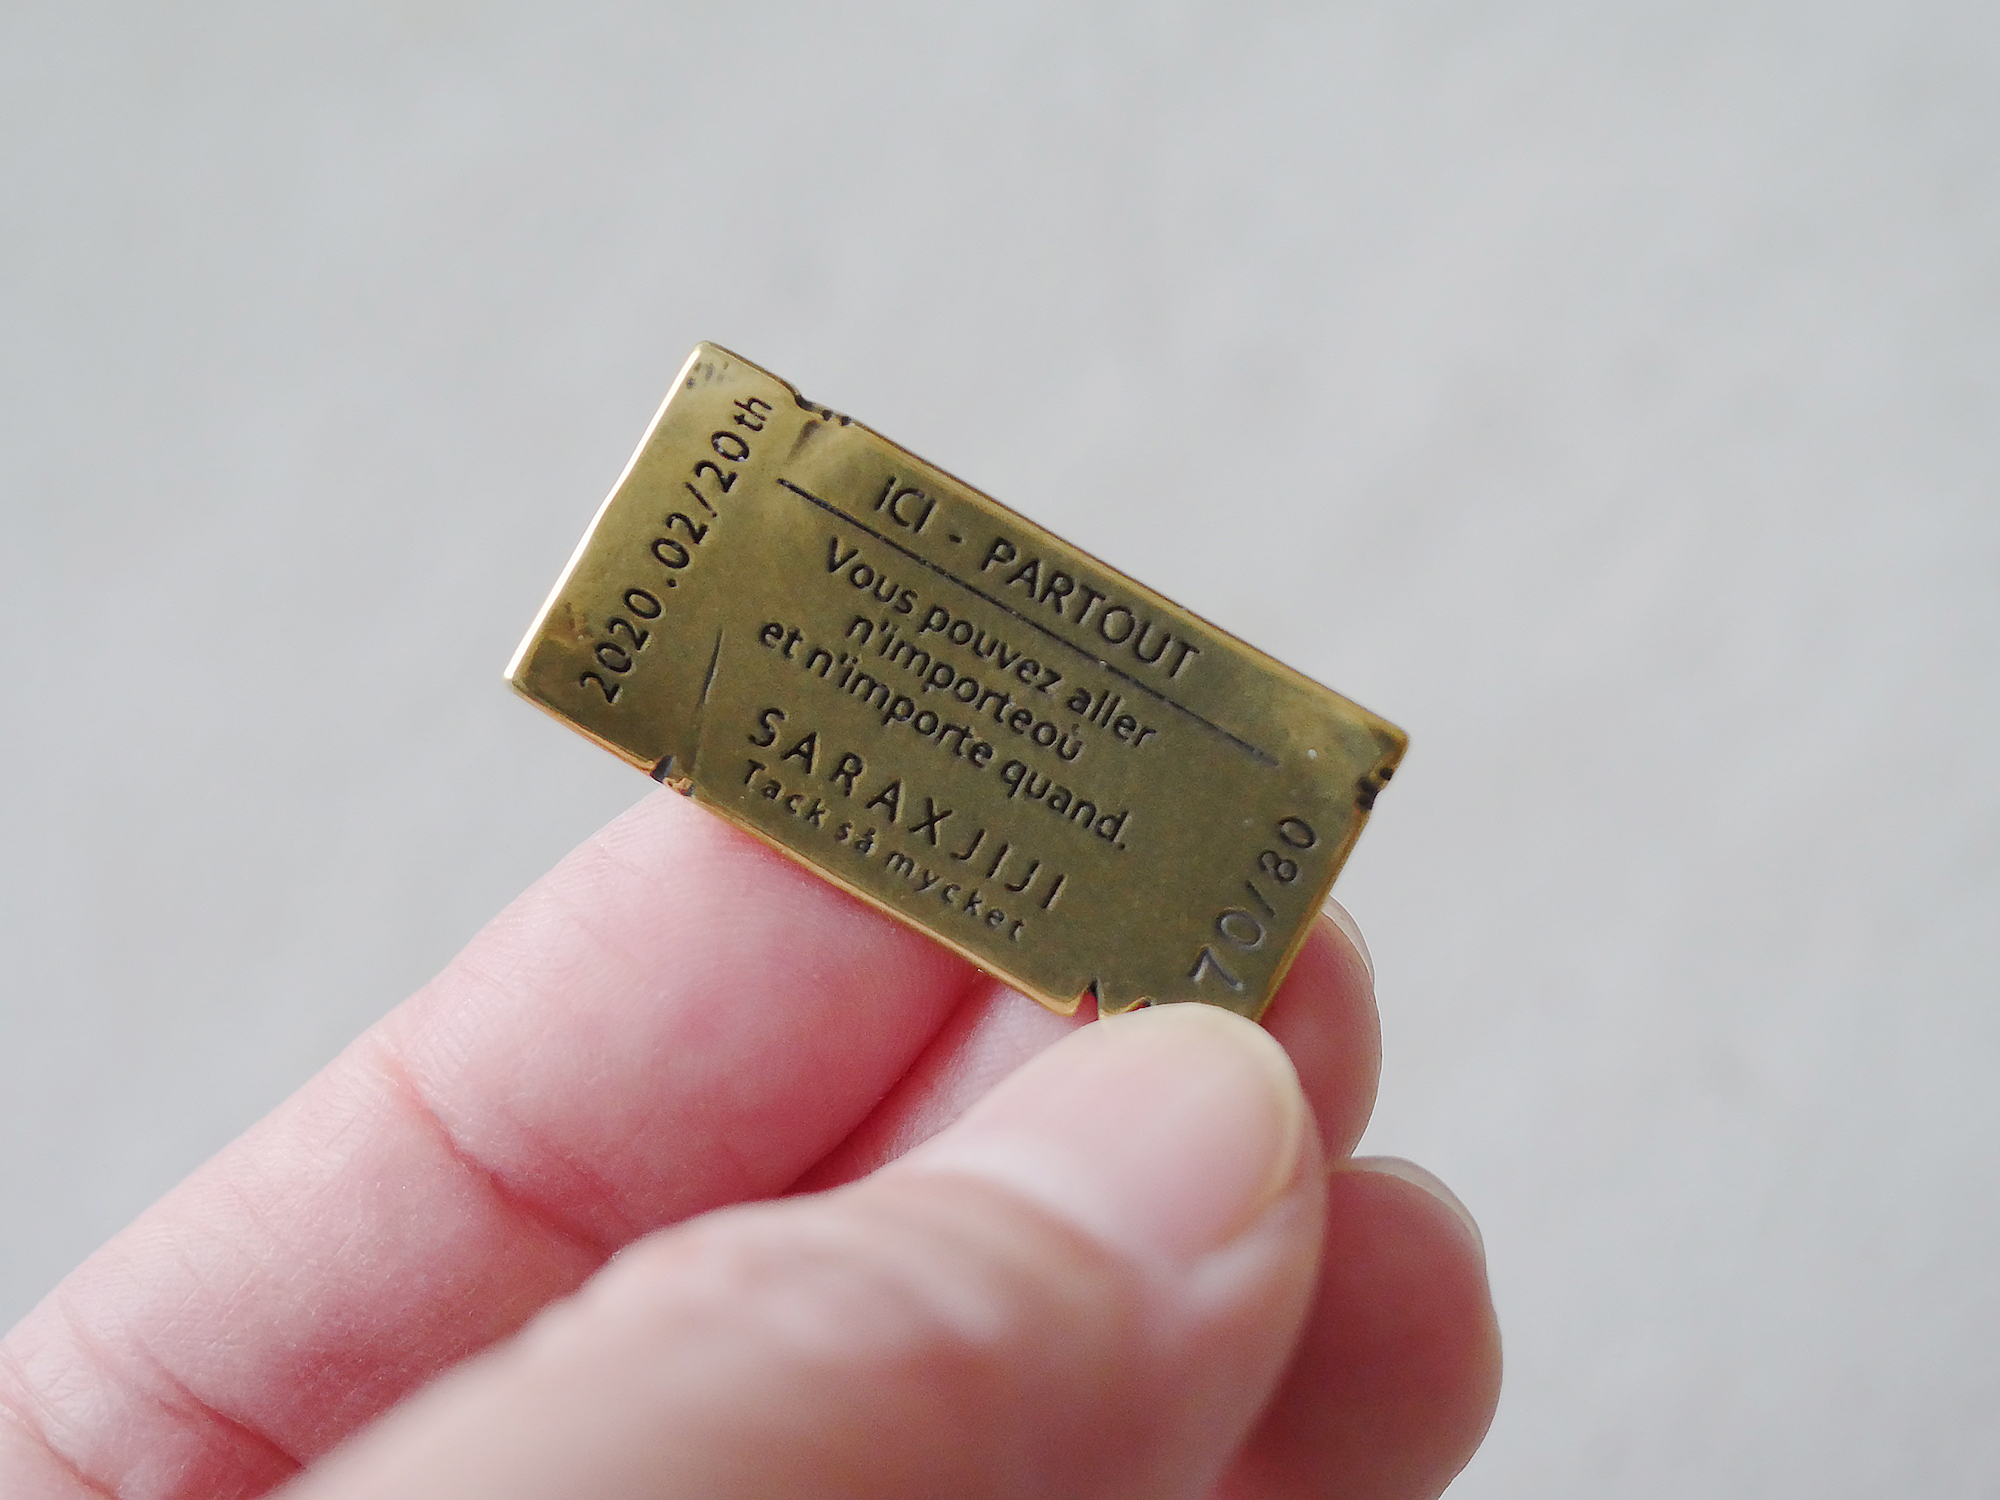 2020.02/20th
iCI - PARTOUT
Vous pouvez aller
n'importeoù
et n'importe quand.
SARAXJIJI
Tack så mycket
70/80